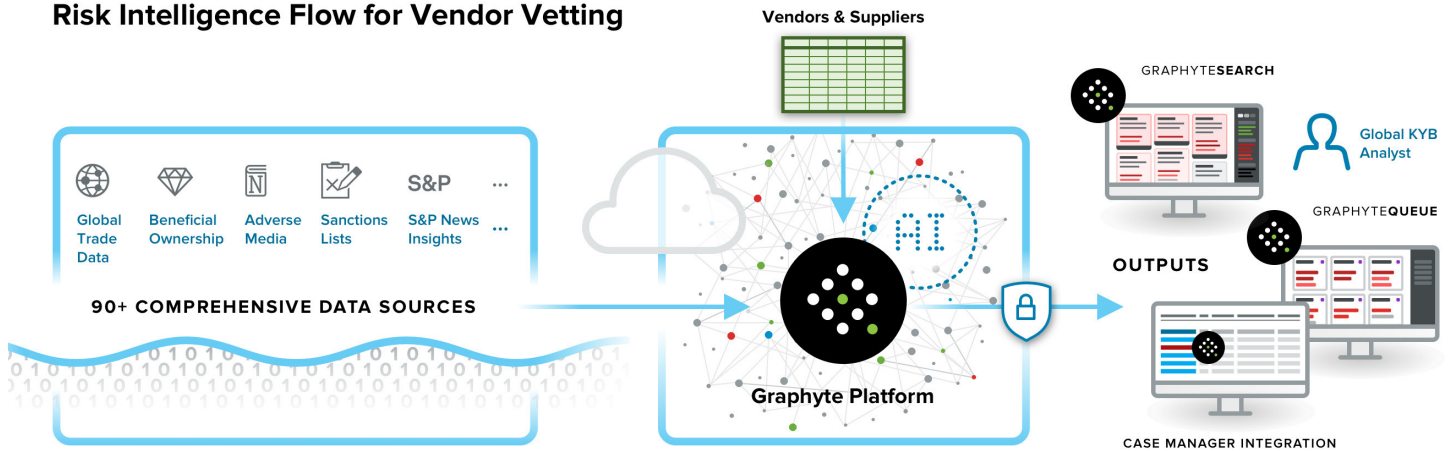 Risk Intelligence Flow for Vendor Vetting
Vendors & Suppliers
Global
Trade
Data
Beneficial
Ownership
N
Adverse
Media
Sanctions
Lists
S&P
S&P News
Insights
...
...
90+ COMPREHENSIVE DATA SOURCES
AI
Graphyte Platform
GRAPHYTESEARCH
Global KYB
Analyst
GRAPHYTEQUEUE
OUTPUTS
CASE MANAGER INTEGRATION